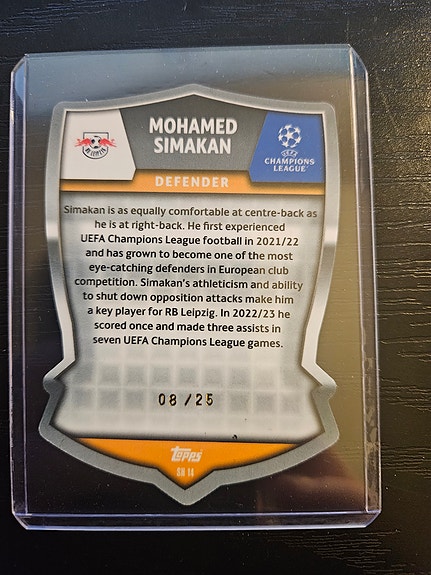 MOHAMED
SIMAKAN
RB LEIPZIG
UEFA
CHAMPIONS
LEAGUE
DEFENDER
Simakan is as equally comfortable at centre-back as
he is at right-back. He first experienced
UEFA Champions League football in 2021/22
and has grown to become one of the most
eye-catching defenders in European club
competition. Simakan's athleticism and ability
to shut down opposition attacks make him
a key player for RB Leipzig. In 2022/23 he
scored once and made three assists in
seven UEFA Champions League games.
08/25
Topps
SH 14